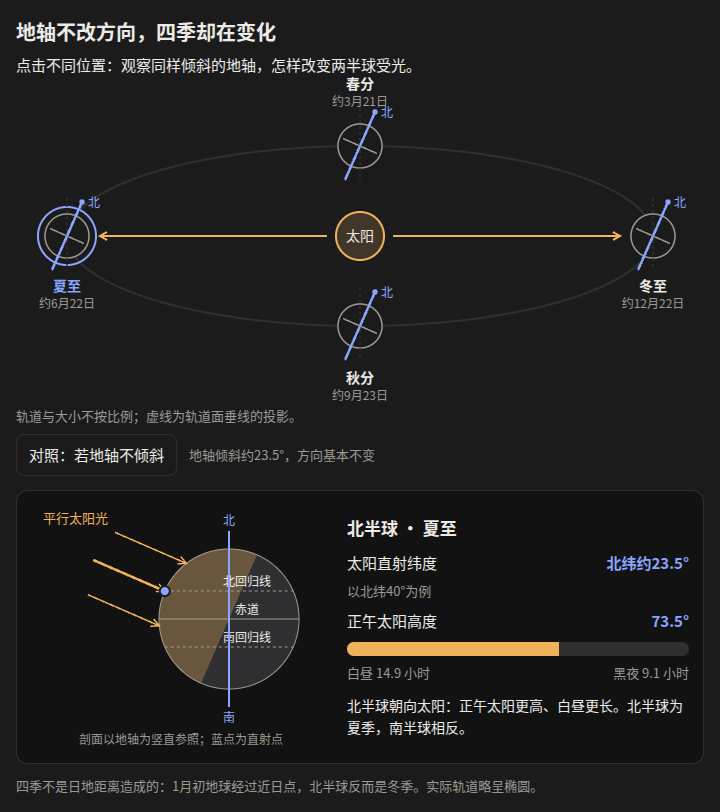 地轴不改方向，四季却在变化
点击不同位置：观察同样倾斜的地轴，怎样改变两半球受光。
春分
约3月21日
北
北
太阳
北
夏至
约6月22日
冬至
约12月22日
北
秋分
约9月23日
轨道与大小不按比例；虚线为轨道面垂线的投影。
对照：若地轴不倾斜
地轴倾斜约23.5°，方向基本不变
平行太阳光
北
北回归线
赤道
南回归线
南
剖面以地轴为竖直参照；蓝点为直射点
北半球 · 夏至
太阳直射纬度 北纬约23.5°
以北纬40°为例
正午太阳高度 73.5°
白昼 14.9 小时 黑夜 9.1 小时
北半球朝向太阳：正午太阳更高、白昼更长。北半球为
夏季，南半球相反。
四季不是日地距离造成的：1月初地球经过近日点，北半球反而是冬季。实际轨道略呈椭圆。